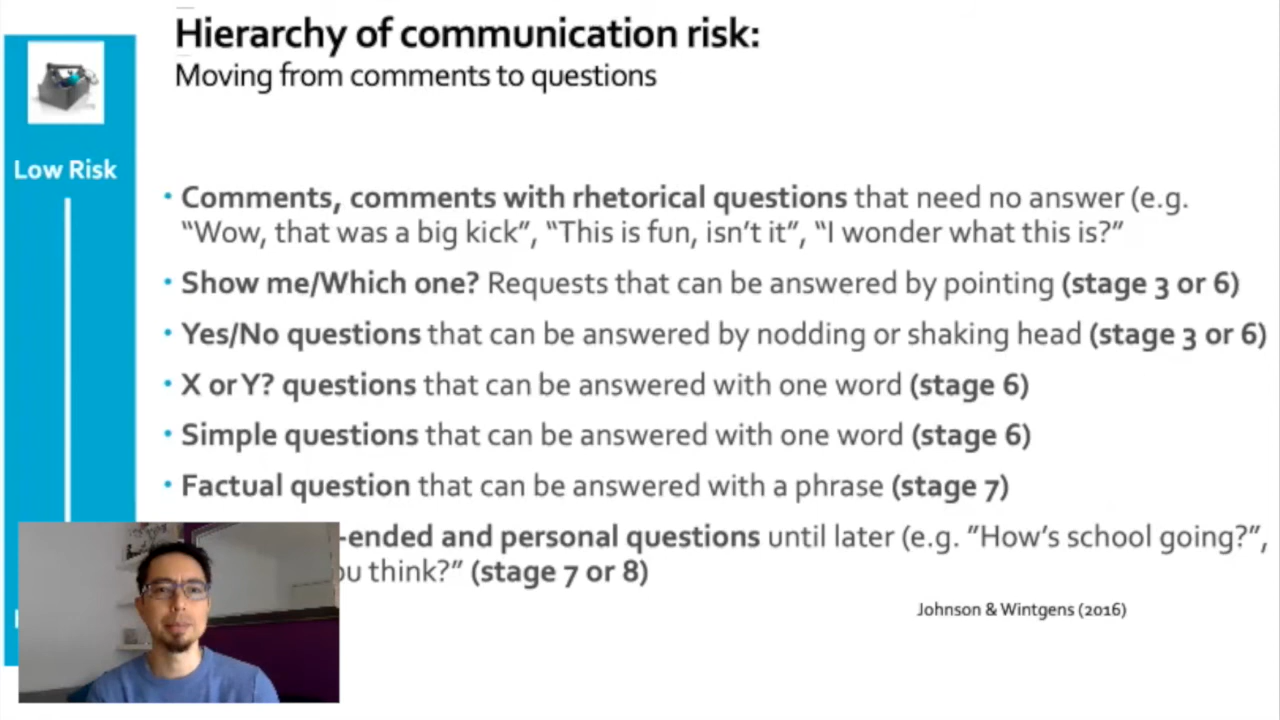 Hierarchy of communication risk:
Moving from comments to questions
Low Risk
• Comments, comments with rhetorical questions that need no answer (e.g.
“Wow, that was a big kick”, “This is fun, isn’t it”, “I wonder what this is?”
• Show me/Which one? Requests that can be answered by pointing (stage 3 or 6)
• Yes/No questions that can be answered by nodding or shaking head (stage 3 or 6)
• X or Y? questions that can be answered with one word (stage 6)
• Simple questions that can be answered with one word (stage 6)
• Factual question that can be answered with a phrase (stage 7)
-ended and personal questions until later (e.g. ”How’s school going?”,
think?” (stage 7 or 8)
Johnson & Wintgens (2016)